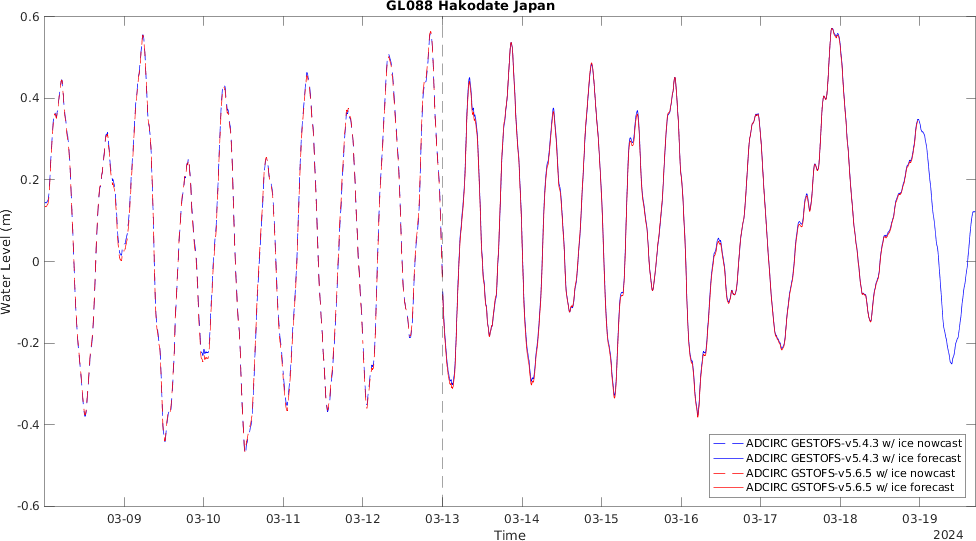 GL088 Hakodate Japan
0.6
0.4
0.2
0
-0.2
-0.4
-0.6
Water Level (m)
ADCIRC GESTOFS-v5.4.3 w/ ice nowcast
ADCIRC GESTOFS-v5.4.3 w/ ice forecast
ADCIRC GSTOFS-v5.6.5 w/ ice nowcast
ADCIRC GSTOFS-v5.6.5 w/ ice forecast
03-09 03-10 03-11 03-12 03-13 03-14 03-15 03-16 03-17 03-18 03-19
Time
2024